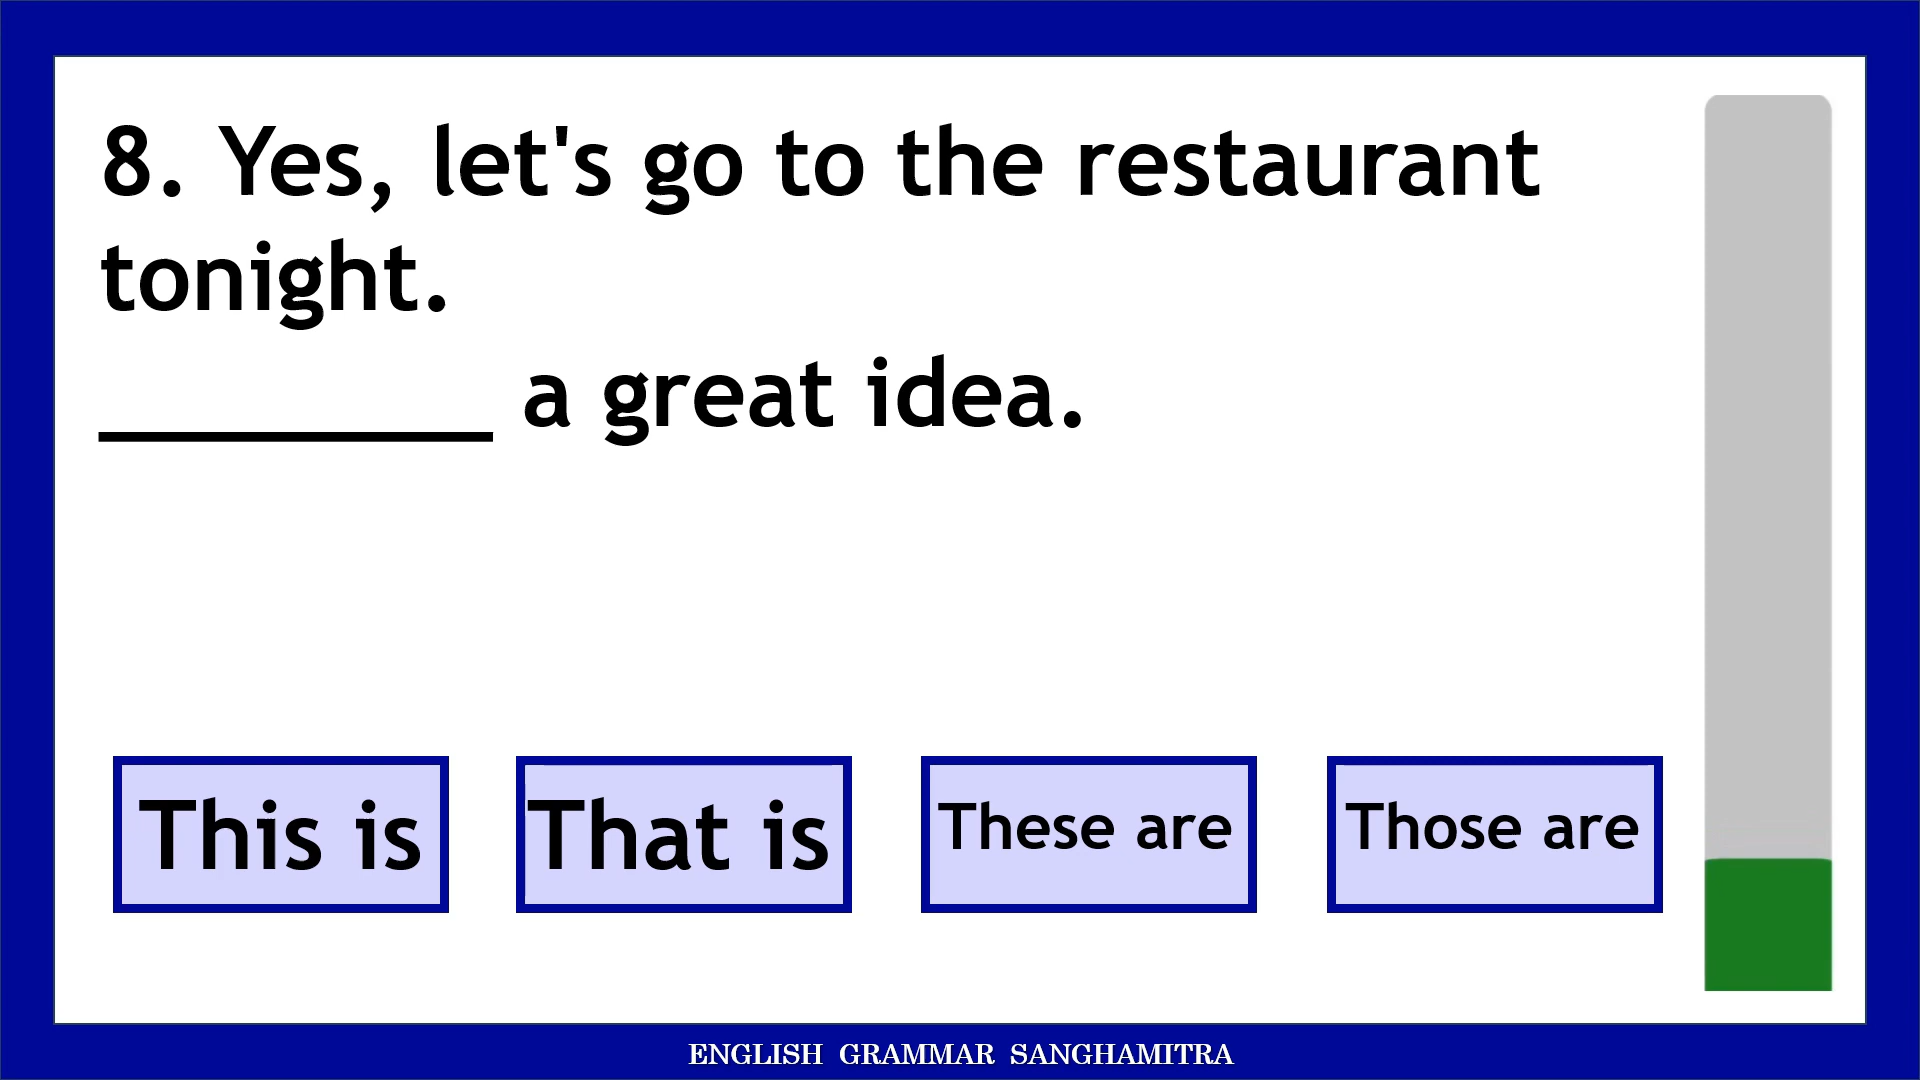 8. Yes, let's go to the restaurant
tonight.
________ a great idea.
This is
That is
These are
Those are
ENGLISH GRAMMAR SANGHAMITRA